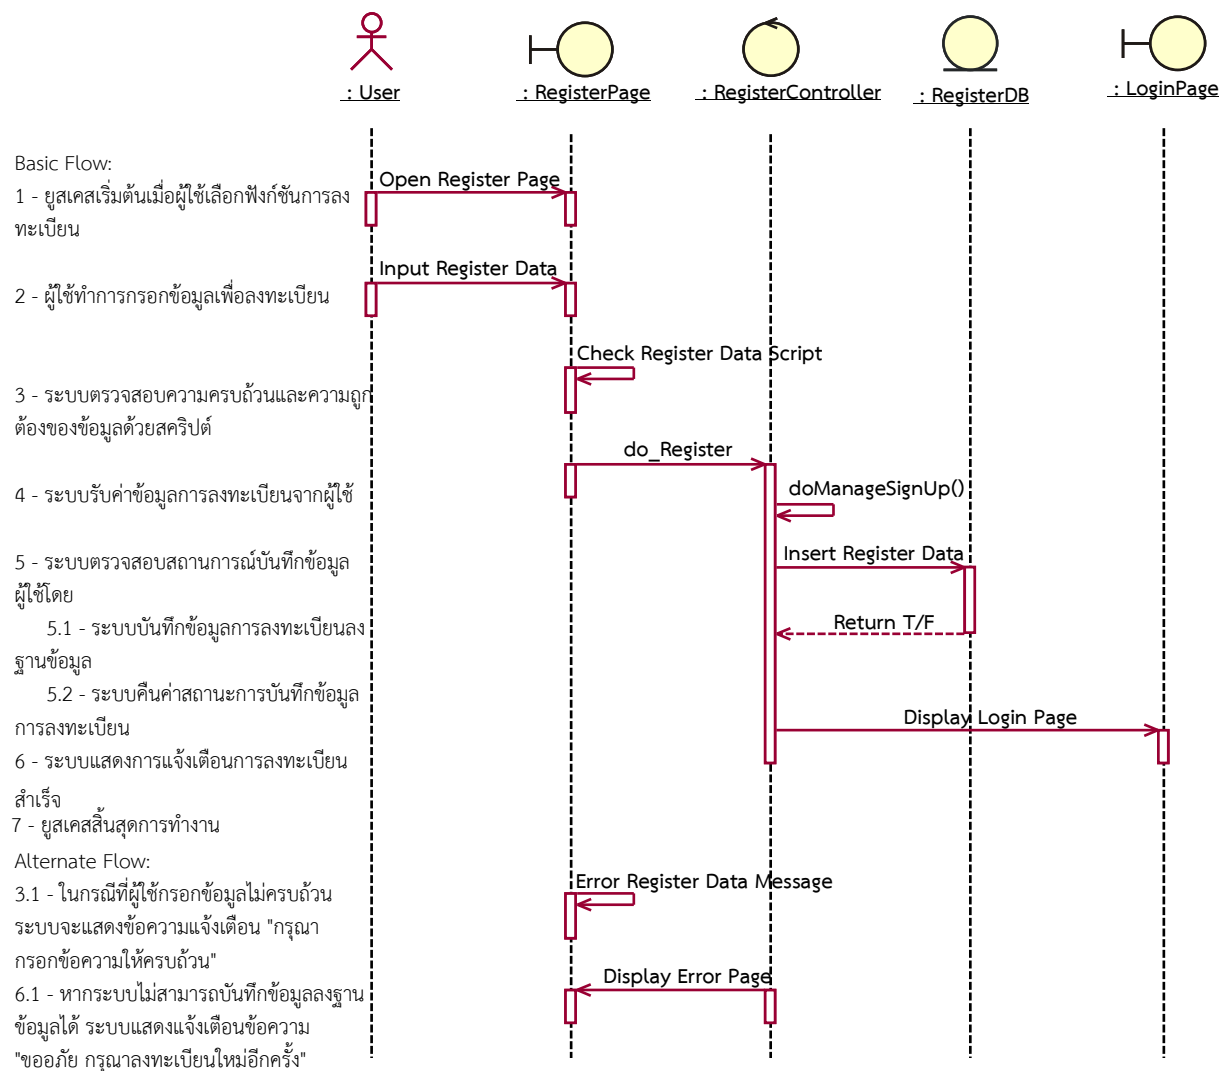 : User
: RegisterPage
: RegisterController
: RegisterDB
: LoginPage
Basic Flow:
1 - ยูสเคสเริ่มต้นเมื่อผู้ใช้เลือกฟังก์ชันการลง
ทะเบียน
Open Register Page
2 - ผู้ใช้ทำการกรอกข้อมูลเพื่อลงทะเบียน
Input Register Data
3 - ระบบตรวจสอบความครบถ้วนและความถูก
ต้องของข้อมูลด้วยสคริปต์
Check Register Data Script
4 - ระบบรับค่าข้อมูลการลงทะเบียนจากผู้ใช้
do_Register
doManageSignUp()
5 - ระบบตรวจสอบสถานการณ์บันทึกข้อมูล
ผู้ใช้โดย
Insert Register Data
5.1 - ระบบบันทึกข้อมูลการลงทะเบียนลง
ฐานข้อมูล
Return T/F
5.2 - ระบบคืนค่าสถานะการบันทึกข้อมูล
การลงทะเบียน
Display Login Page
6 - ระบบแสดงการแจ้งเตือนการลงทะเบียน
สำเร็จ
7 - ยูสเคสสิ้นสุดการทำงาน
Alternate Flow:
3.1 - ในกรณีที่ผู้ใช้กรอกข้อมูลไม่ครบถ้วน
ระบบจะแสดงข้อความแจ้งเตือน "กรุณา
กรอกข้อความให้ครบถ้วน"
Error Register Data Message
6.1 - หากระบบไม่สามารถบันทึกข้อมูลลงฐาน
ข้อมูลได้ ระบบแสดงแจ้งเตือนข้อความ
"ขออภัย กรุณาลงทะเบียนใหม่อีกครั้ง"
Display Error Page